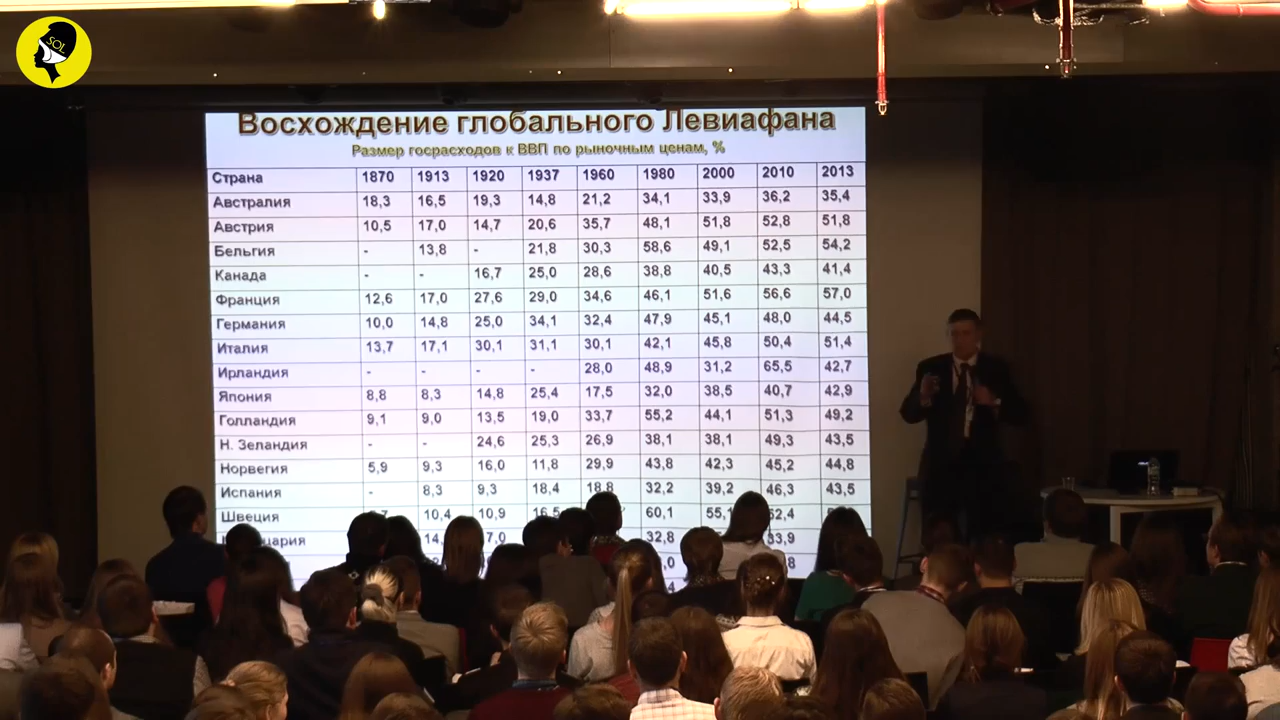 SOL
Восхождение глобального Левиафана
Размер госрасходов к ВВП по рыночным ценам, %
Страна 1870 1913 1920 1937 1960 1980 2000 2010 2013
Австралия 18,3 16,5 19,3 14,8 21,2 34,1 33,9 36,2 35,4
Австрия 10,5 17,0 14,7 20,6 35,7 48,1 51,8 52,8 51,8
Бельгия - 13,8 - 21,8 30,3 58,6 49,1 52,5 54,2
Канада - - 16,7 25,0 28,6 38,8 40,5 43,3 41,4
Франция 12,6 17,0 27,6 29,0 34,6 46,1 51,6 56,6 57,0
Германия 10,0 14,8 25,0 34,1 32,4 47,9 45,1 48,0 44,5
Италия 13,7 17,1 30,1 31,1 30,1 42,1 45,8 50,4 51,4
Ирландия - - - - 28,0 48,9 31,2 65,5 42,7
Япония 8,8 8,3 14,8 25,4 17,5 32,0 38,5 40,7 42,9
Голландия 9,1 9,0 13,5 19,0 33,7 55,2 44,1 51,3 49,2
Н. Зеландия - - 24,6 25,3 26,9 38,1 38,1 49,3 43,5
Норвегия 5,9 9,3 16,0 11,8 29,9 43,8 42,3 45,2 44,8
Испания - 8,3 9,3 18,4 18,8 32,2 39,2 46,3 43,5
Швеция 10,4 10,9 16,5 60,1 55,1
32,8 33,9